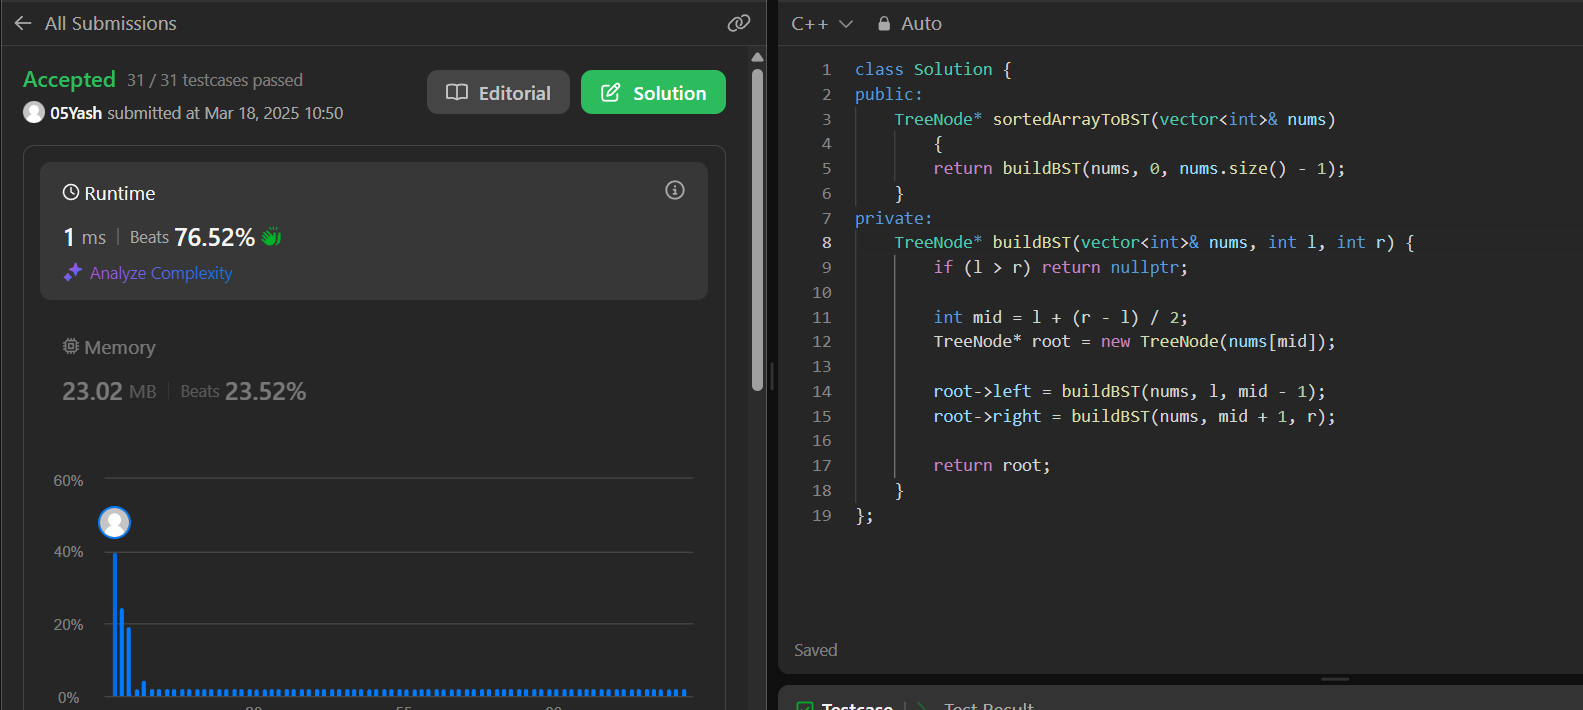 All Submissions
Accepted 31 / 31 testcases passed
05Yash submitted at Mar 18, 2025 10:50
Editorial
Solution
Runtime
1 ms | Beats 76.52%
Analyze Complexity
Memory
23.02 MB | Beats 23.52%
60%
40%
20%
0%
C++ Auto
1 class Solution {
2 public:
3 TreeNode* sortedArrayToBST(vector<int>& nums)
4 {
5 return buildBST(nums, 0, nums.size() - 1);
6 }
7 private:
8 TreeNode* buildBST(vector<int>& nums, int l, int r) {
9 if (l > r) return nullptr;
10
11 int mid = l + (r - l) / 2;
12 TreeNode* root = new TreeNode(nums[mid]);
13
14 root->left = buildBST(nums, l, mid - 1);
15 root->right = buildBST(nums, mid + 1, r);
16
17 return root;
18 }
19 };
Saved
Testcase | Test Result